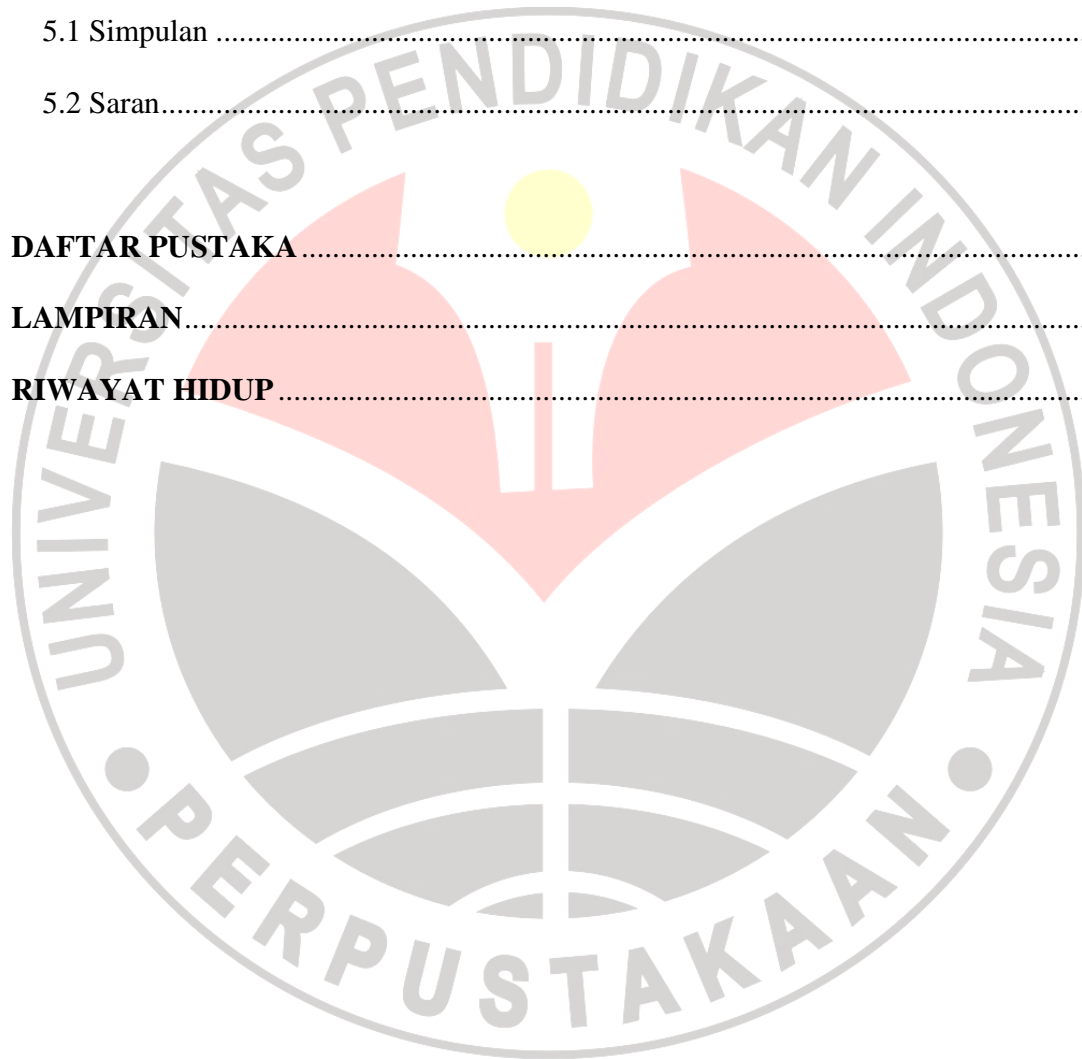 5.1 Simpulan ....................................................................................................................
5.2 Saran...........................................................................................................................
DAFTAR PUSTAKA ........................................................................................................
LAMPIRAN......................................................................................................................
RIWAYAT HIDUP ...........................................................................................................
UNIVERSITAS PENDIDIKAN INDONESIA
PERPUSTAKAAN